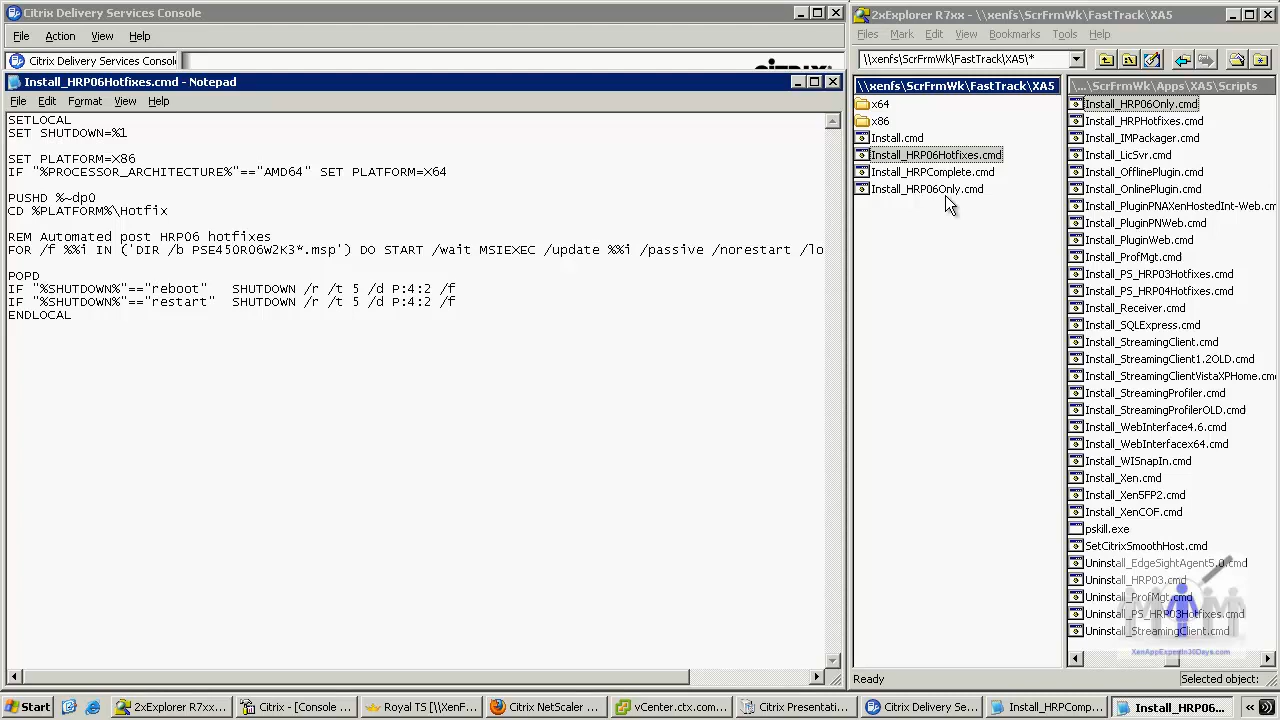 Citrix Delivery Services Console
File Action View Help
Citrix Delivery Services Consol
CITRIX
Install_HRP06Hotfixes.cmd - Notepad
File Edit Format View Help
SETLOCAL
SET SHUTDOWN=%1
SET PLATFORM=x86
IF "%PROCESSOR_ARCHITECTURE%"=="AMD64" SET PLATFORM=x64
PUSHD %~dp0
CD %PLATFORM%\Hotfix
REM Automated post HRP06 hotfixes
FOR /f %%i IN ('DIR /b PSE450R06W2K3*.msp') DO START /wait MSIEXEC /update %%i /passive /norestart /lo
POPD
IF "%SHUTDOWN%"=="reboot" SHUTDOWN /r /t 5 /d P:4:2 /f
IF "%SHUTDOWN%"=="restart" SHUTDOWN /r /t 5 /d P:4:2 /f
ENDLOCAL
2xExplorer R7xx - \\xenfs\ScrFrmWk\FastTrack\XA5
Files Mark Edit View Bookmarks Tools Help
\\xenfs\ScrFrmWk\FastTrack\XA5\*
\\xenfs\ScrFrmWk\FastTrack\XA5
x64
x86
Install.cmd
Install_HRP06Hotfixes.cmd
Install_HRPComplete.cmd
Install_HRP06Only.cmd
\...\ScrFrmWk\Apps\XA5\Scripts
Install_HRP06Only.cmd
Install_HRPHotfixes.cmd
Install_IMPackager.cmd
Install_LicSvr.cmd
Install_OfflinePlugin.cmd
Install_OnlinePlugin.cmd
Install_PluginPNAXenHostedInt-Web.cm
Install_PluginPNWeb.cmd
Install_PluginWeb.cmd
Install_ProfMgt.cmd
Install_PS_HRP03Hotfixes.cmd
Install_PS_HRP04Hotfixes.cmd
Install_Receiver.cmd
Install_SQLExpress.cmd
Install_StreamingClient.cmd
Install_StreamingClient1.2OLD.cmd
Install_StreamingClientVistaXPHome.cm
Install_StreamingProfiler.cmd
Install_StreamingProfilerOLD.cmd
Install_WebInterface4.6.cmd
Install_WebInterfacex64.cmd
Install_WISnapIn.cmd
Install_Xen.cmd
Install_Xen5FP2.cmd
Install_XenCOF.cmd
pskill.exe
SetCitrixSmoothHost.cmd
Uninstall_EdgeSightAgent5.0.cmd
Uninstall_HRP03.cmd
Uninstall_ProfMgt.cmd
Uninstall_PS_HRP03Hotfixes.cmd
Uninstall_StreamingClient.cmd
MIM
XenAppExpertIn30Days.com
Ready
Selected object:
Start
2xExplorer R7xx...
Citrix - [Console ...
Royal TS [\\XenF...
Citrix NetScaler ...
vCenter.ctx.com...
Citrix Presentati...
Citrix Delivery Se...
Install_HRPComp...
Install_HRP06...